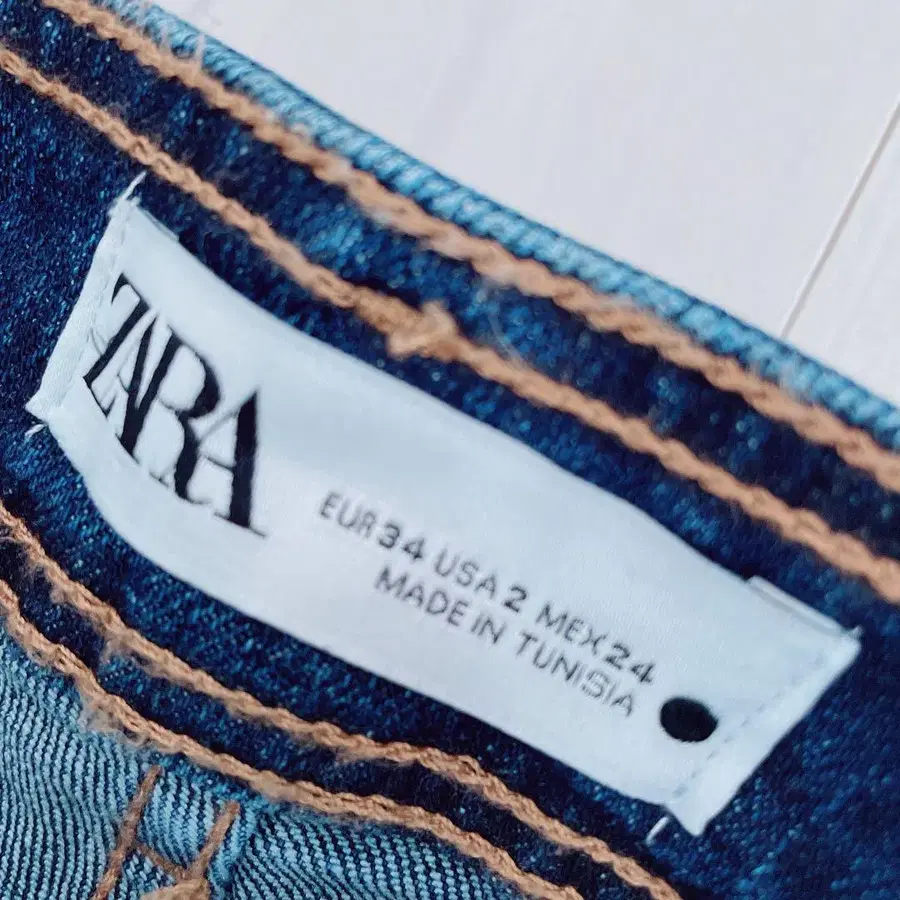 ZARA
EUR 34 USA 2 MEX 24
MADE IN TUNISIA